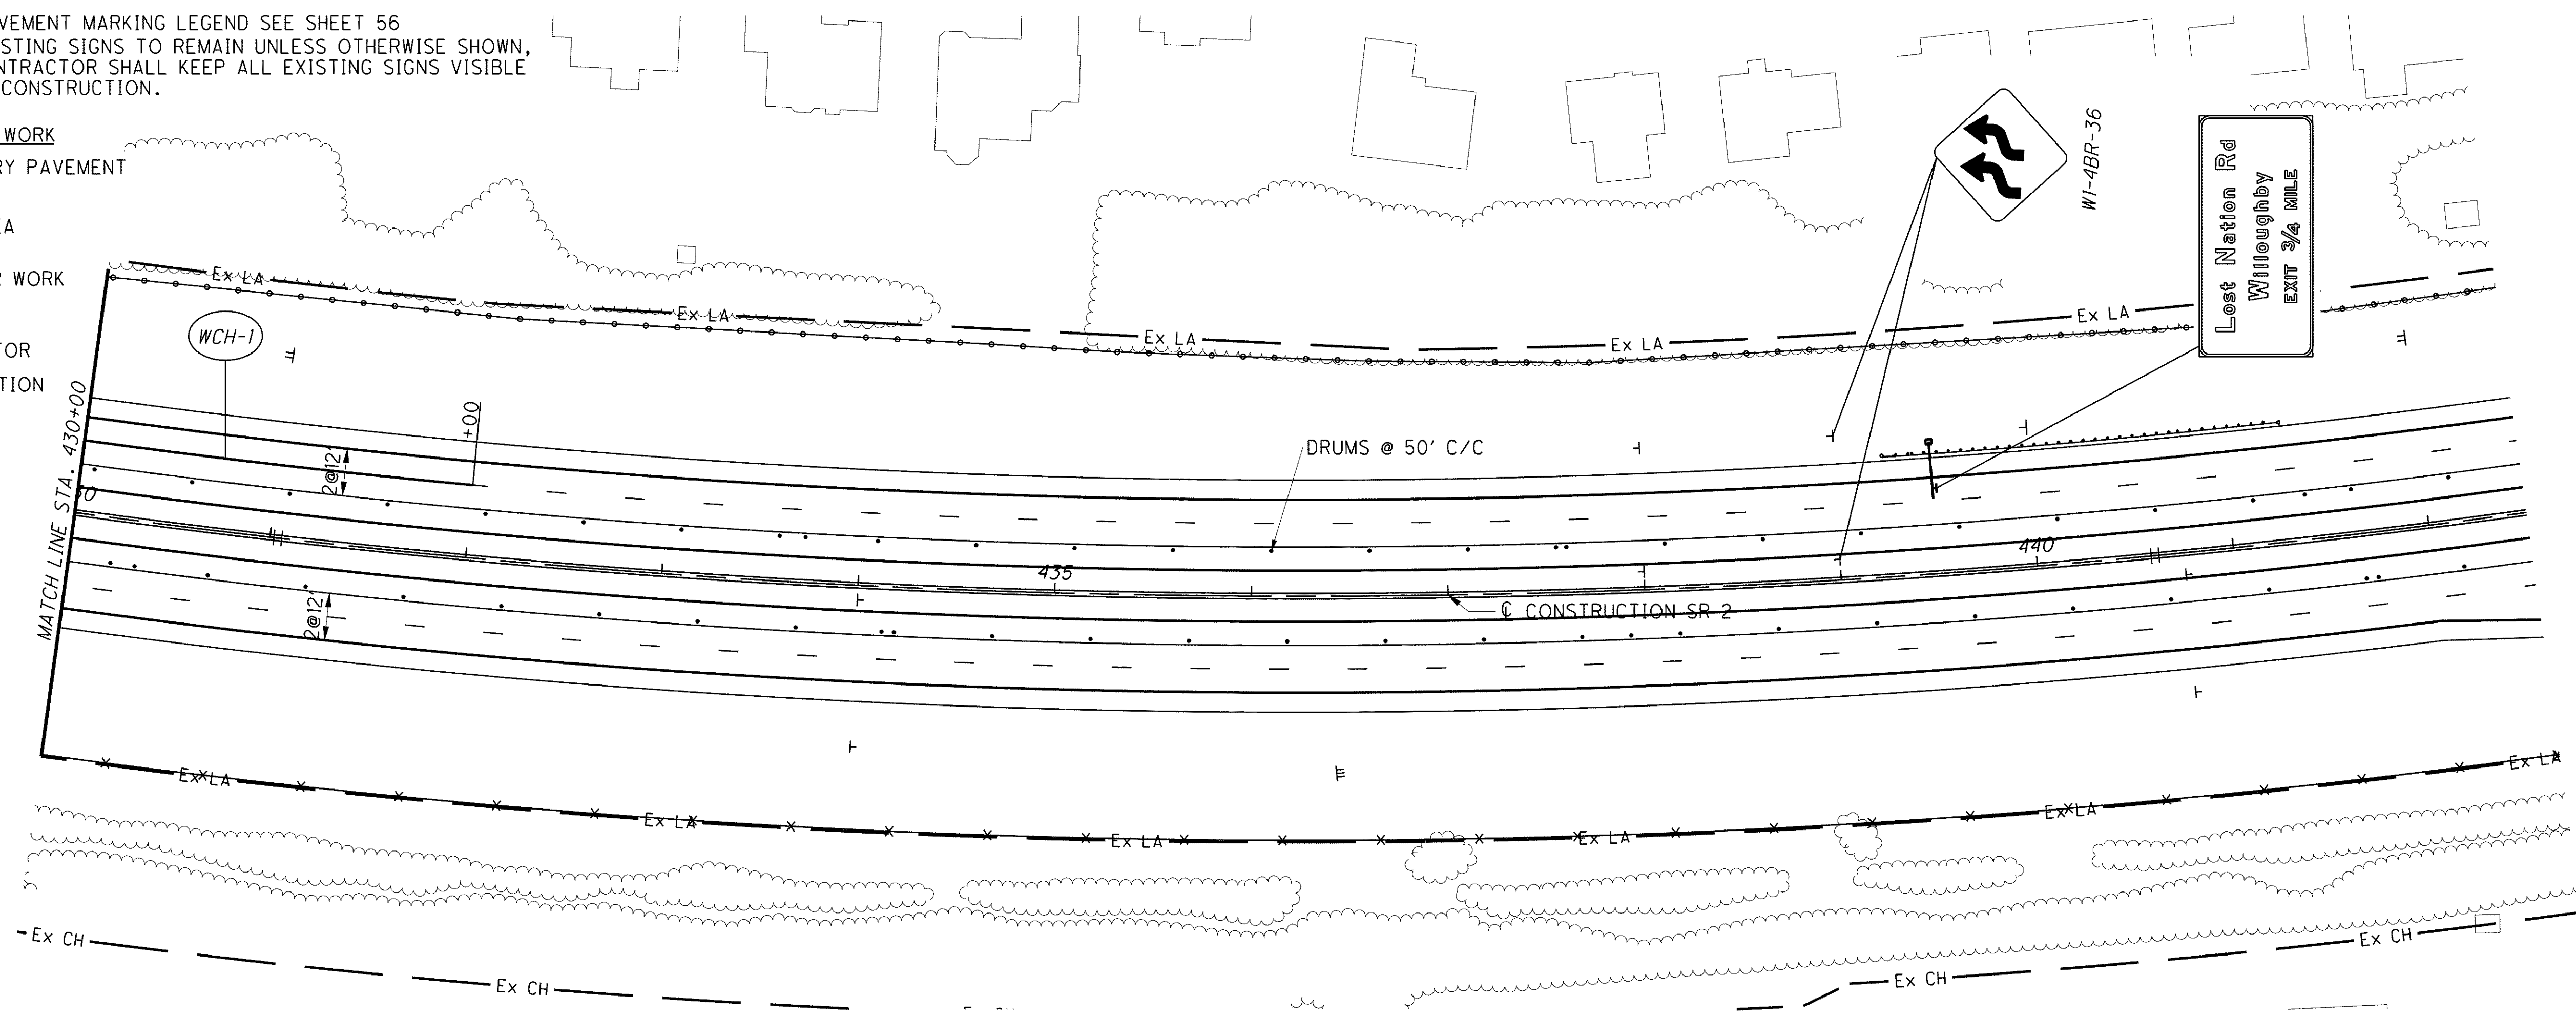 VEMENT MARKING LEGEND SEE SHEET 56
STING SIGNS TO REMAIN UNLESS OTHERWISE SHOWN,
NTRACTOR SHALL KEEP ALL EXISTING SIGNS VISIBLE
CONSTRUCTION.
WORK
RY PAVEMENT
EA
R WORK
TOR
TION
W1-4BR-36
Lost Nation Rd
Willoughby
EXIT 3/4 MILE
Ex LA
Ex LA
Ex LA
Ex LA
Ex LA
WCH-1
MATCH LINE STA. 430+00
+00
2@12'
DRUMS @ 50' C/C
435
440
℄ CONSTRUCTION SR 2
2@12'
Ex LA
Ex LA
Ex LA
Ex LA
Ex LA
Ex LA
Ex CH
Ex CH
Ex CH
Ex CH